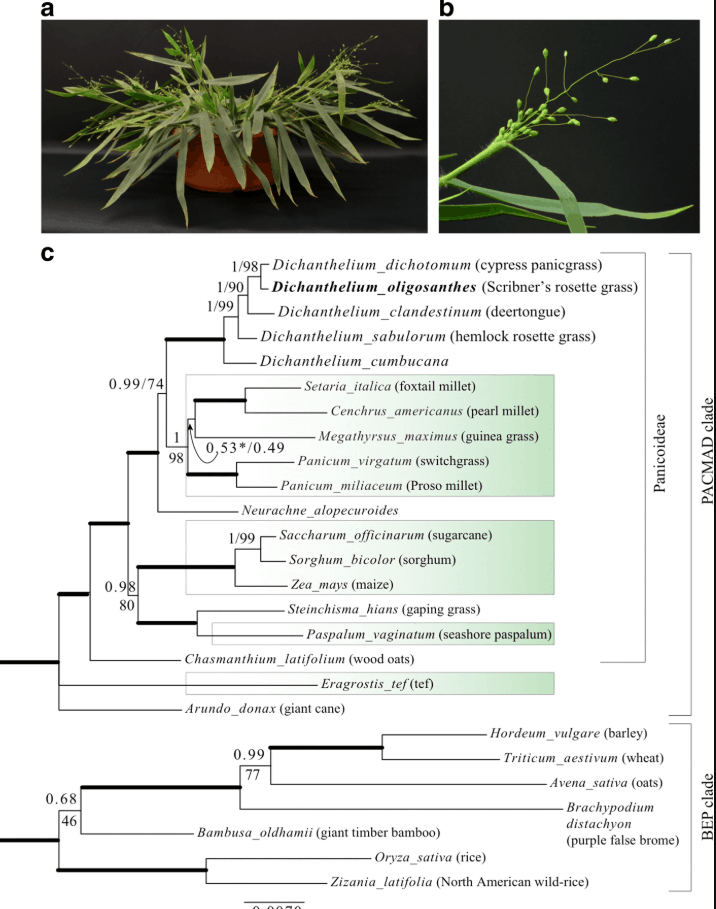 a
b
c
1/98
Dichanthelium_dichotomum (cypress panicgrass)
1/90
Dichanthelium_oligosanthes (Scribner's rosette grass)
1/99
Dichanthelium_clandestinum (deertongue)
Dichanthelium_sabulorum (hemlock rosette grass)
Dichanthelium_cumbucana
0.99/74
Setaria_italica (foxtail millet)
Cenchrus_americanus (pearl millet)
1
98
Megathyrsus_maximus (guinea grass)
0,53*/0.49
Panicum_virgatum (switchgrass)
Panicum_miliaceum (Proso millet)
Neurachne_alopecuroides
1/99
Saccharum_officinarum (sugarcane)
Sorghum_bicolor (sorghum)
0.98
80
Zea_mays (maize)
Steinchisma_hians (gaping grass)
Paspalum_vaginatum (seashore paspalum)
Chasmanthium_latifolium (wood oats)
Eragrostis_tef (tef)
Arundo_donax (giant cane)
Panicoideae
PACMAD clade
Hordeum_vulgare (barley)
0.99
77
Triticum_aestivum (wheat)
Avena_sativa (oats)
0.68
46
Brachypodium
distachyon
(purple false brome)
Bambusa_oldhamii (giant timber bamboo)
Oryza_sativa (rice)
Zizania_latifolia (North American wild-rice)
BEP clade